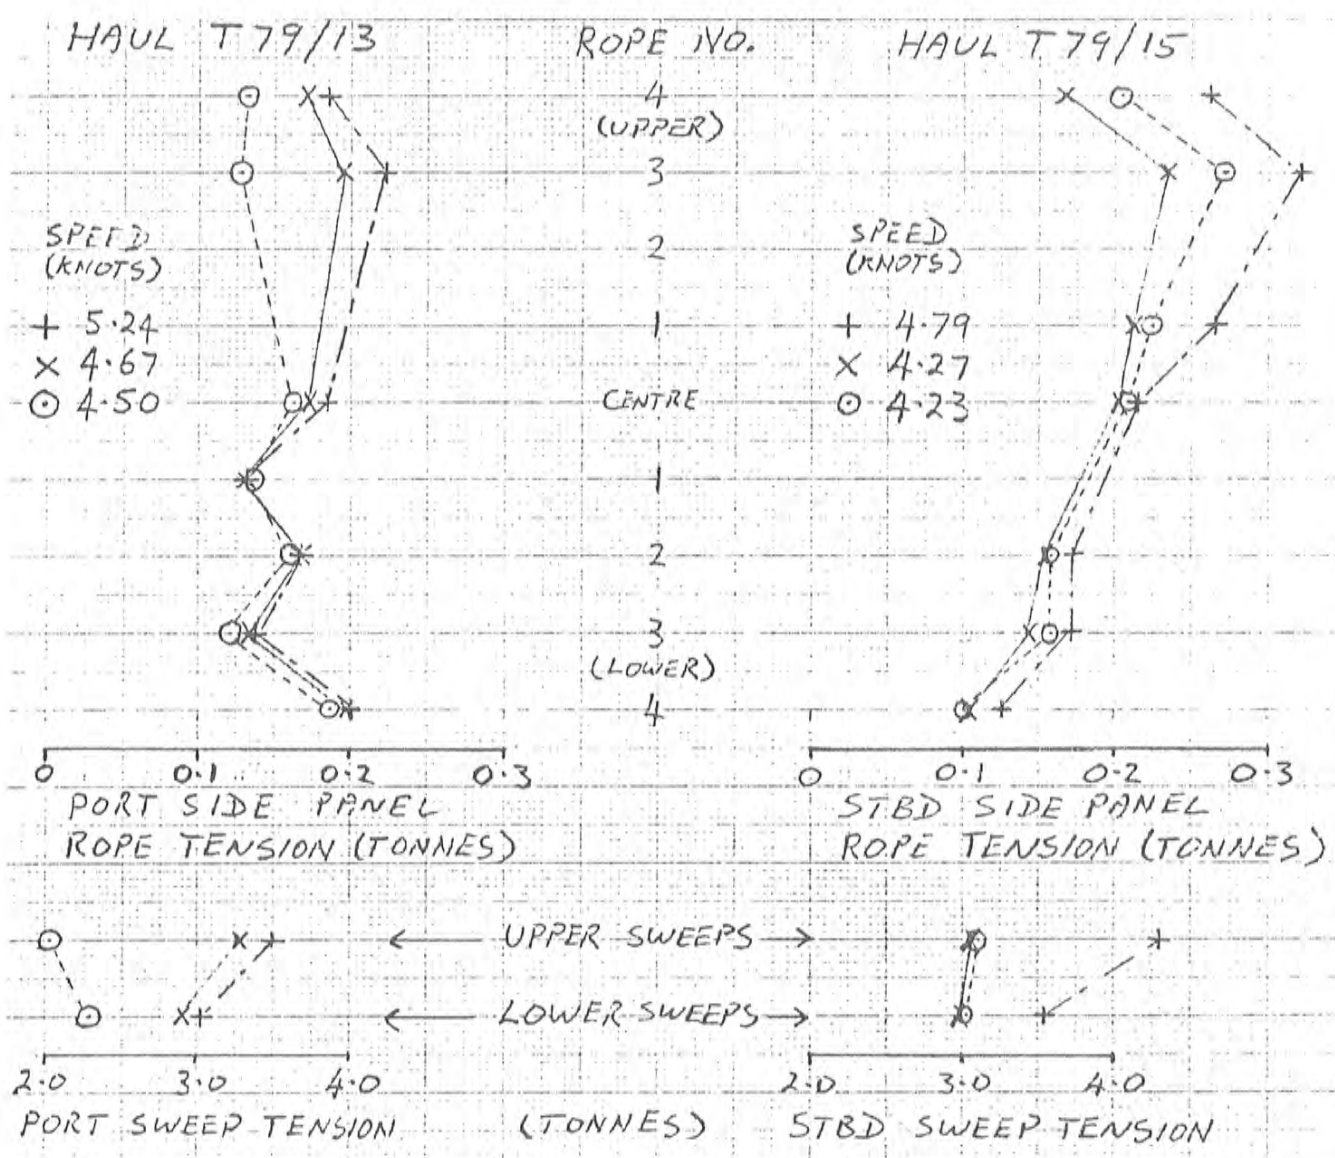 HAUL T79/13 ROPE NO. HAUL T79/15
4
(UPPER)
3
SPEED
(KNOTS)
+ 5.24
× 4.67
⊙ 4.50
2
1
CENTRE
1
2
3
(LOWER)
4
SPEED
(KNOTS)
+ 4.79
× 4.27
⊙ 4.23
0 0.1 0.2 0.3
PORT SIDE PANEL
ROPE TENSION (TONNES)
0 0.1 0.2 0.3
STBD SIDE PANEL
ROPE TENSION (TONNES)
← UPPER SWEEPS →
← LOWER SWEEPS →
2.0 3.0 4.0
2.0 3.0 4.0
PORT SWEEP TENSION (TONNES) STBD SWEEP TENSION